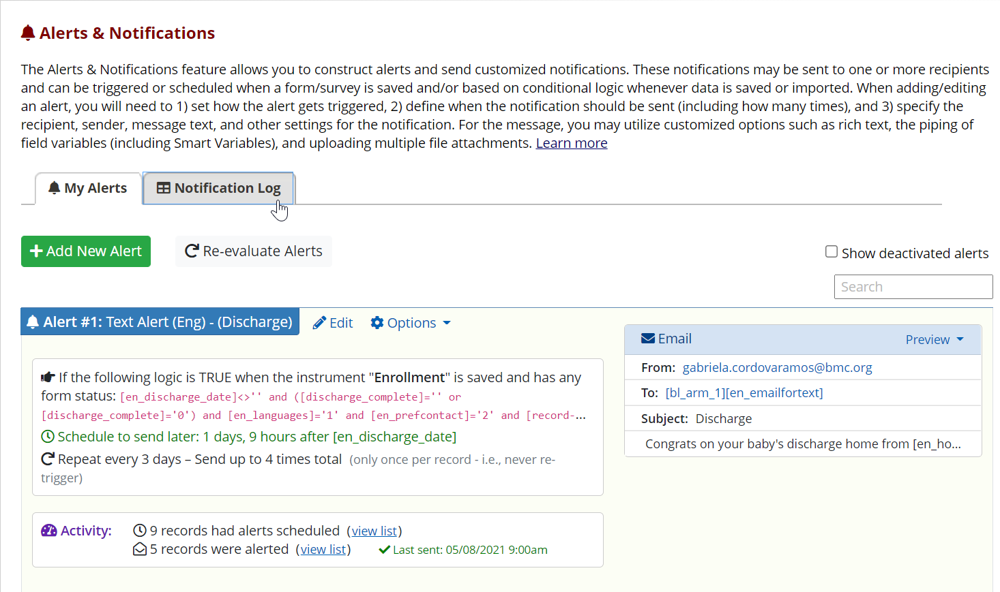 Alerts & Notifications
The Alerts & Notifications feature allows you to construct alerts and send customized notifications. These notifications may be sent to one or more recipients
and can be triggered or scheduled when a form/survey is saved and/or based on conditional logic whenever data is saved or imported. When adding/editing
an alert, you will need to 1) set how the alert gets triggered, 2) define when the notification should be sent (including how many times), and 3) specify the
recipient, sender, message text, and other settings for the notification. For the message, you may utilize customized options such as rich text, the piping of
field variables (including Smart Variables), and uploading multiple file attachments. Learn more
My Alerts
Notification Log
Add New Alert
Re-evaluate Alerts
Show deactivated alerts
Search
Alert #1: Text Alert (Eng) - (Discharge)
Edit
Options
If the following logic is TRUE when the instrument "Enrollment" is saved and has any
form status: [en_discharge_date]<>'' and ([discharge_complete]='' or
[discharge_complete]='0') and [en_languages]='1' and [en_prefcontact]='2' and [record-...
Schedule to send later: 1 days, 9 hours after [en_discharge_date]
Repeat every 3 days – Send up to 4 times total (only once per record - i.e., never re-
trigger)
Activity:
9 records had alerts scheduled (view list)
5 records were alerted (view list)
Last sent: 05/08/2021 9:00am
Email
Preview
From: gabriela.cordovaramos@bmc.org
To: [bl_arm_1][en_emailfortext]
Subject: Discharge
Congrats on your baby's discharge home from [en_ho...